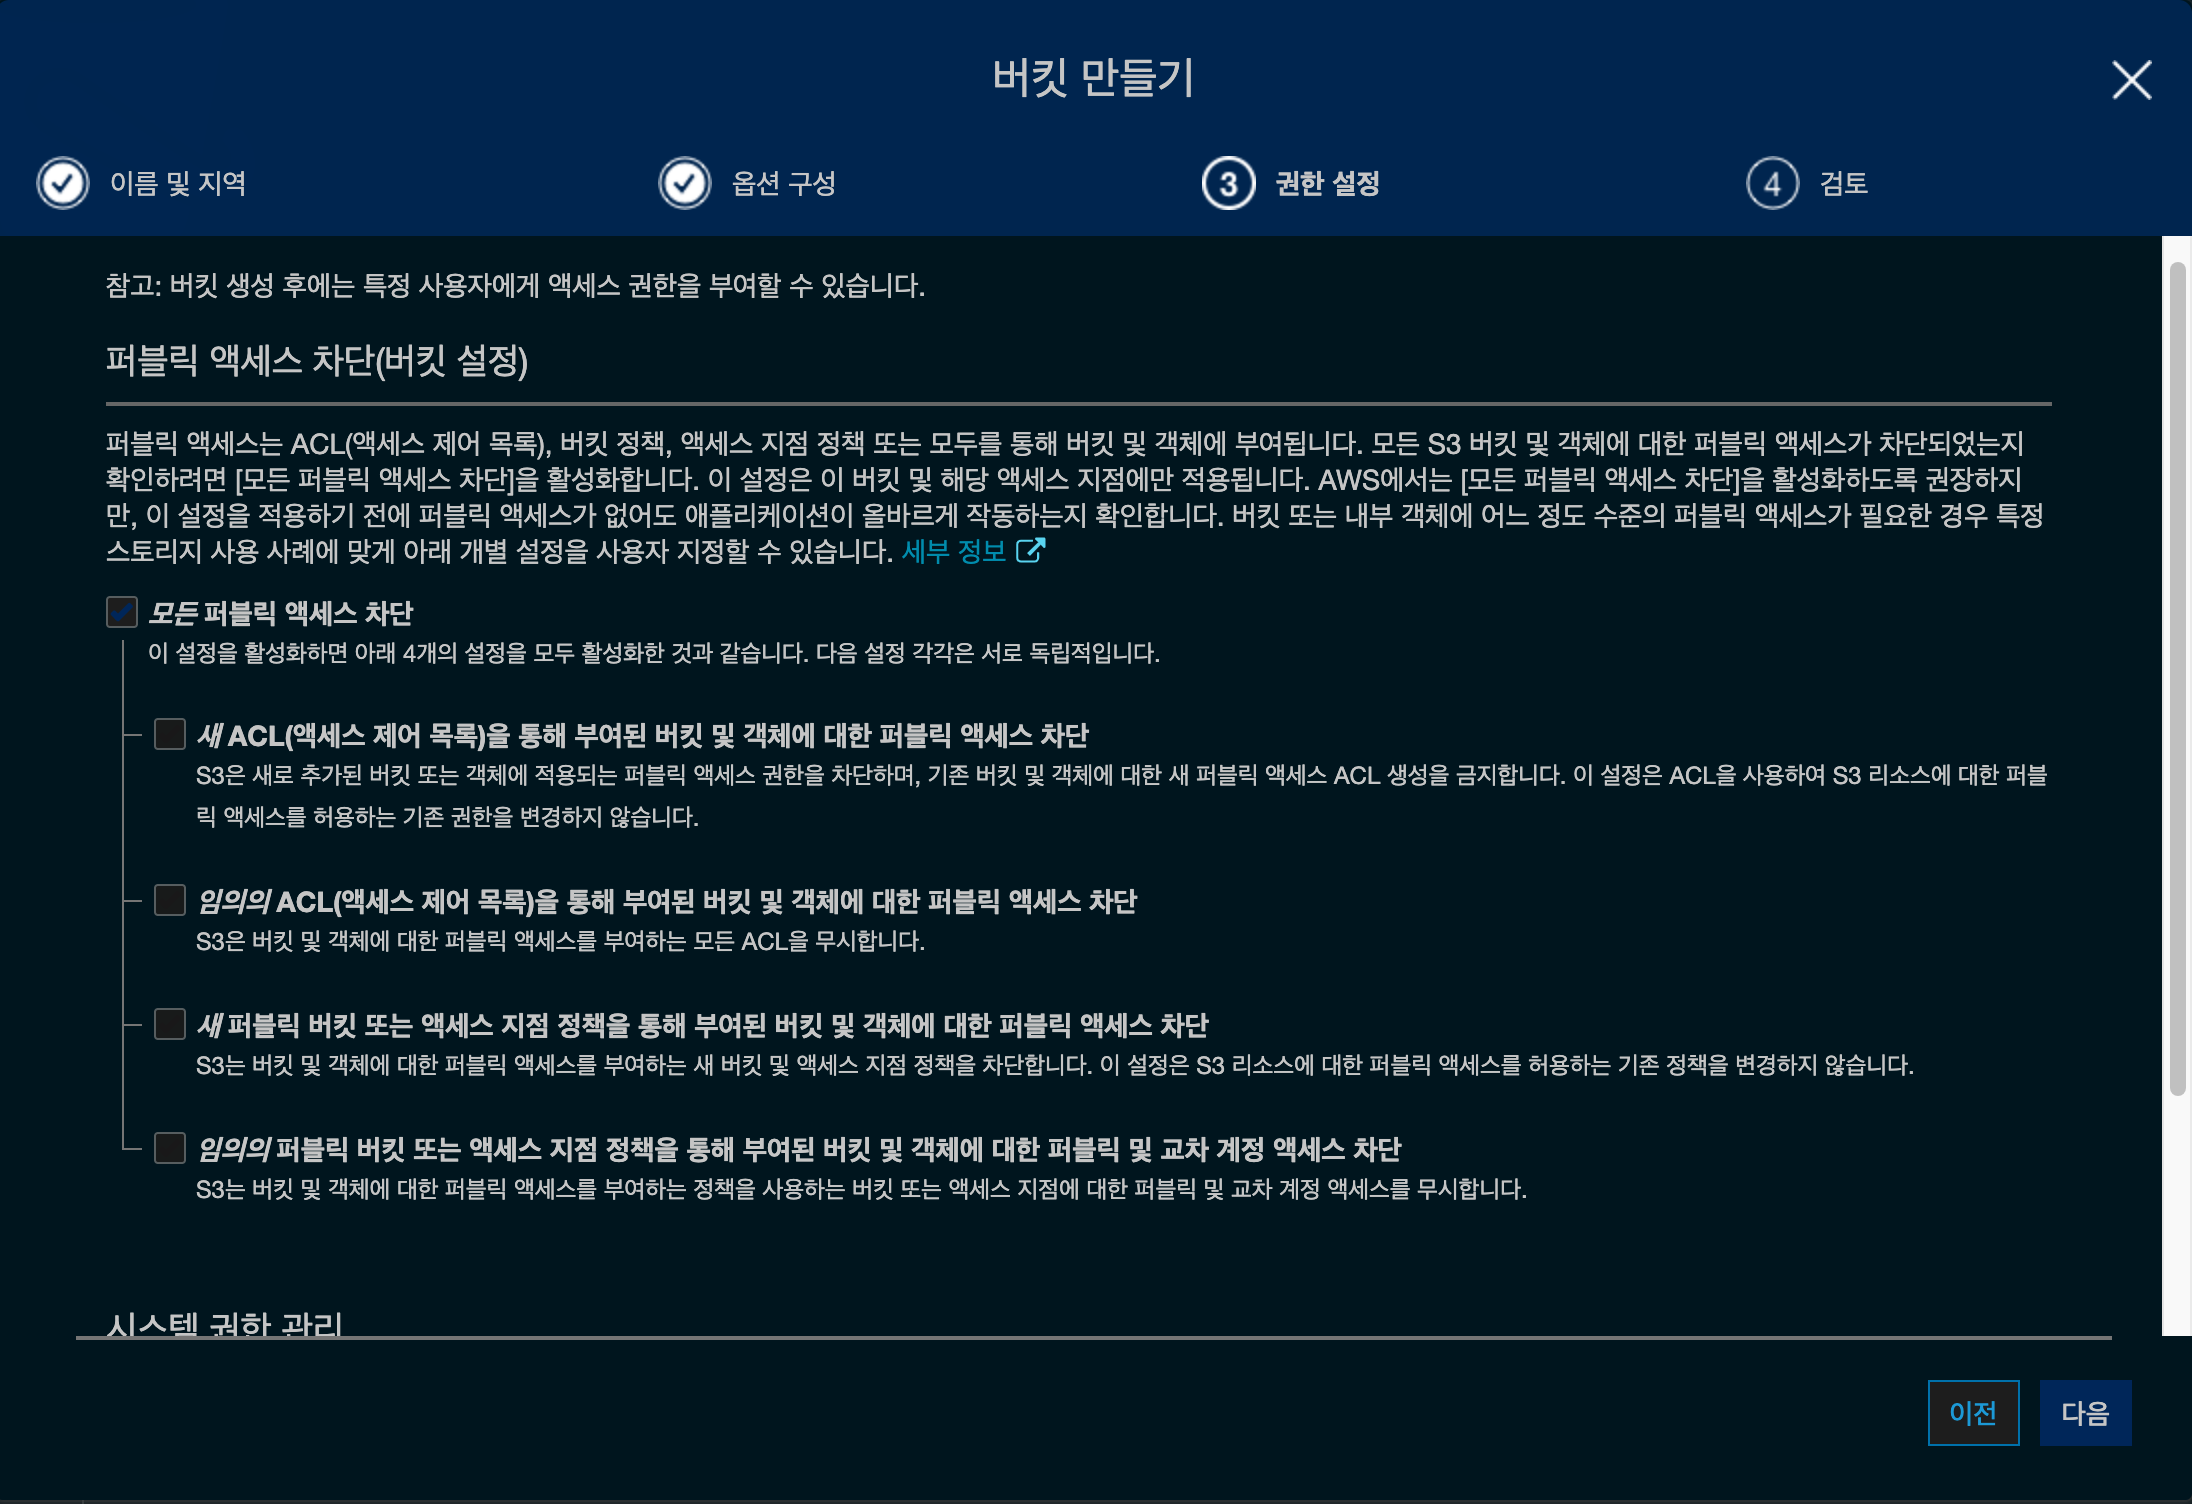 버킷 만들기
이름 및 지역
옵션 구성
3 권한 설정
4 검토
참고: 버킷 생성 후에는 특정 사용자에게 액세스 권한을 부여할 수 있습니다.
퍼블릭 액세스 차단(버킷 설정)
퍼블릭 액세스는 ACL(액세스 제어 목록), 버킷 정책, 액세스 지점 정책 또는 모두를 통해 버킷 및 객체에 부여됩니다. 모든 S3 버킷 및 객체에 대한 퍼블릭 액세스가 차단되었는지
확인하려면 [모든 퍼블릭 액세스 차단]을 활성화합니다. 이 설정은 이 버킷 및 해당 액세스 지점에만 적용됩니다. AWS에서는 [모든 퍼블릭 액세스 차단]을 활성화하도록 권장하지
만, 이 설정을 적용하기 전에 퍼블릭 액세스가 없어도 애플리케이션이 올바르게 작동하는지 확인합니다. 버킷 또는 내부 객체에 어느 정도 수준의 퍼블릭 액세스가 필요한 경우 특정
스토리지 사용 사례에 맞게 아래 개별 설정을 사용자 지정할 수 있습니다. 세부 정보
모든 퍼블릭 액세스 차단
이 설정을 활성화하면 아래 4개의 설정을 모두 활성화한 것과 같습니다. 다음 설정 각각은 서로 독립적입니다.
새 ACL(액세스 제어 목록)을 통해 부여된 버킷 및 객체에 대한 퍼블릭 액세스 차단
S3은 새로 추가된 버킷 또는 객체에 적용되는 퍼블릭 액세스 권한을 차단하며, 기존 버킷 및 객체에 대한 새 퍼블릭 액세스 ACL 생성을 금지합니다. 이 설정은 ACL을 사용하여 S3 리소스에 대한 퍼블
릭 액세스를 허용하는 기존 권한을 변경하지 않습니다.
임의의 ACL(액세스 제어 목록)을 통해 부여된 버킷 및 객체에 대한 퍼블릭 액세스 차단
S3은 버킷 및 객체에 대한 퍼블릭 액세스를 부여하는 모든 ACL을 무시합니다.
새 퍼블릭 버킷 또는 액세스 지점 정책을 통해 부여된 버킷 및 객체에 대한 퍼블릭 액세스 차단
S3는 버킷 및 객체에 대한 퍼블릭 액세스를 부여하는 새 버킷 및 액세스 지점 정책을 차단합니다. 이 설정은 S3 리소스에 대한 퍼블릭 액세스를 허용하는 기존 정책을 변경하지 않습니다.
임의의 퍼블릭 버킷 또는 액세스 지점 정책을 통해 부여된 버킷 및 객체에 대한 퍼블릭 및 교차 계정 액세스 차단
S3는 버킷 및 객체에 대한 퍼블릭 액세스를 부여하는 정책을 사용하는 버킷 또는 액세스 지점에 대한 퍼블릭 및 교차 계정 액세스를 무시합니다.
시스템 권한 관리
이전
다음